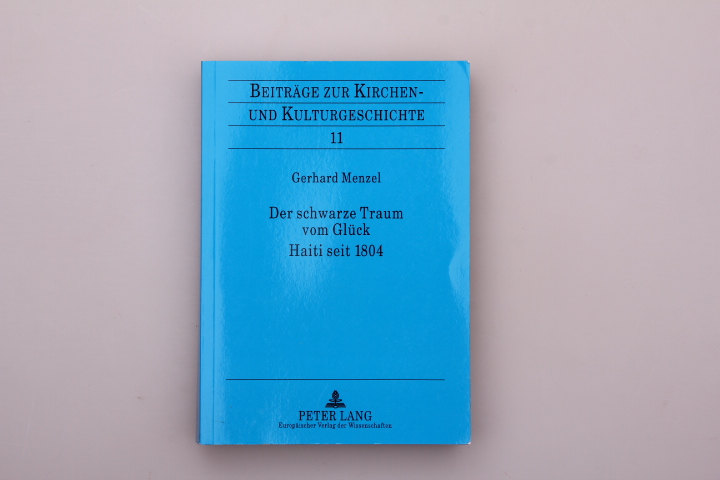 BEITRÄGE ZUR KIRCHEN-
UND KULTURGESCHICHTE
11
Gerhard Menzel
Der schwarze Traum
vom Glück
Haiti seit 1804
PETER LANG
Europäischer Verlag der Wissenschaften